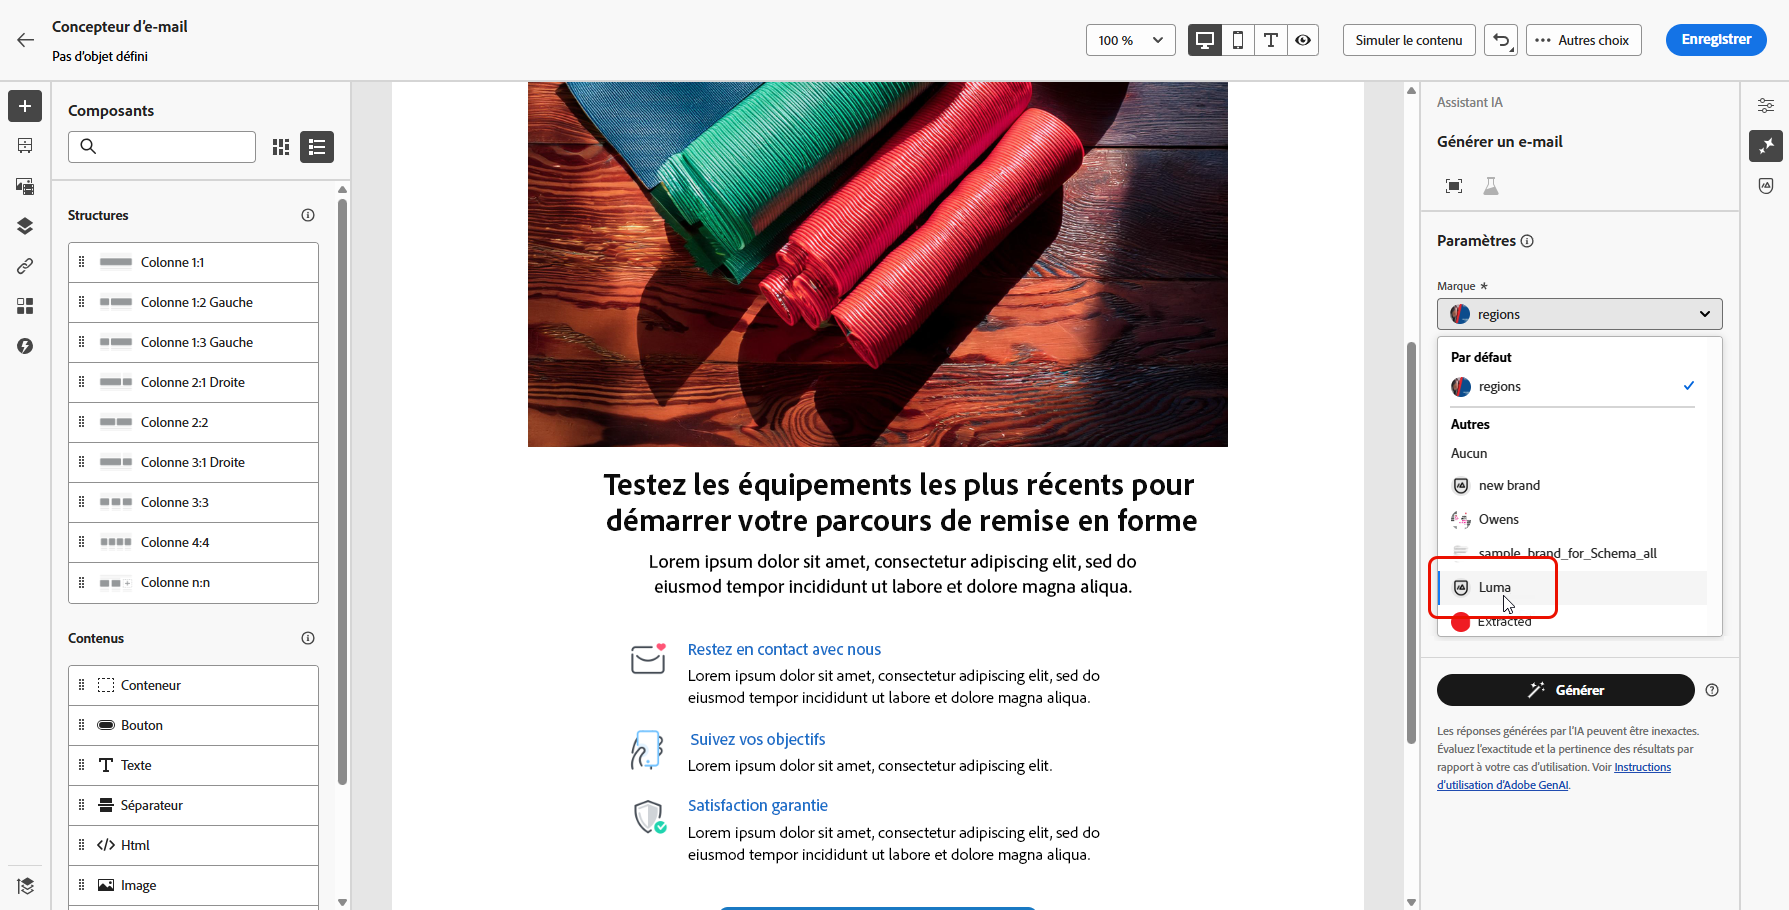 Concepteur d'e-mail
Pas d'objet défini
100 %
Simuler le contenu
Autres choix
Enregistrer
Composants
Structures
Colonne 1:1
Colonne 1:2 Gauche
Colonne 1:3 Gauche
Colonne 2:1 Droite
Colonne 2:2
Colonne 3:1 Droite
Colonne 3:3
Colonne 4:4
Colonne n:n
Contenus
Conteneur
Bouton
Texte
Séparateur
Html
Image
Testez les équipements les plus récents pour
démarrer votre parcours de remise en forme
Lorem ipsum dolor sit amet, consectetur adipiscing elit, sed do
eiusmod tempor incididunt ut labore et dolore magna aliqua.
Restez en contact avec nous
Lorem ipsum dolor sit amet, consectetur adipiscing elit, sed do
eiusmod tempor incididunt ut labore et dolore magna aliqua.
Suivez vos objectifs
Lorem ipsum dolor sit amet, consectetur adipiscing elit.
Satisfaction garantie
Lorem ipsum dolor sit amet, consectetur adipiscing elit, sed do
eiusmod tempor incididunt ut labore et dolore magna aliqua.
Assistant IA
Générer un e-mail
Paramètres
Marque *
regions
Par défaut
regions
Autres
Aucun
new brand
Owens
sample_brand_for_Schema_all
Luma
Extracted
Générer
Les réponses générées par l'IA peuvent être inexactes.
Évaluez l'exactitude et la pertinence des résultats par
rapport à votre cas d'utilisation. Voir Instructions
d'utilisation d'Adobe GenAI.